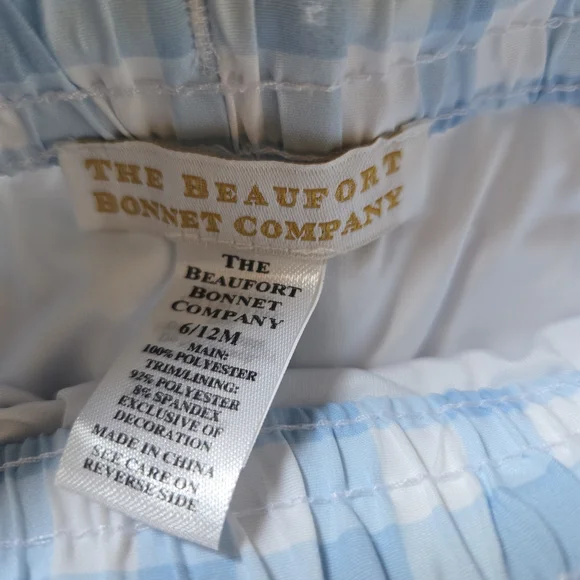 THE BEAUFORT
BONNET COMPANY
THE
BEAUFORT
BONNET
COMPANY
6/12M
MAIN:
100% POLYESTER
TRIM/LINING:
92% POLYESTER
8% SPANDEX
EXCLUSIVE OF
DECORATION
MADE IN CHINA
SEE CARE ON
REVERSE SIDE